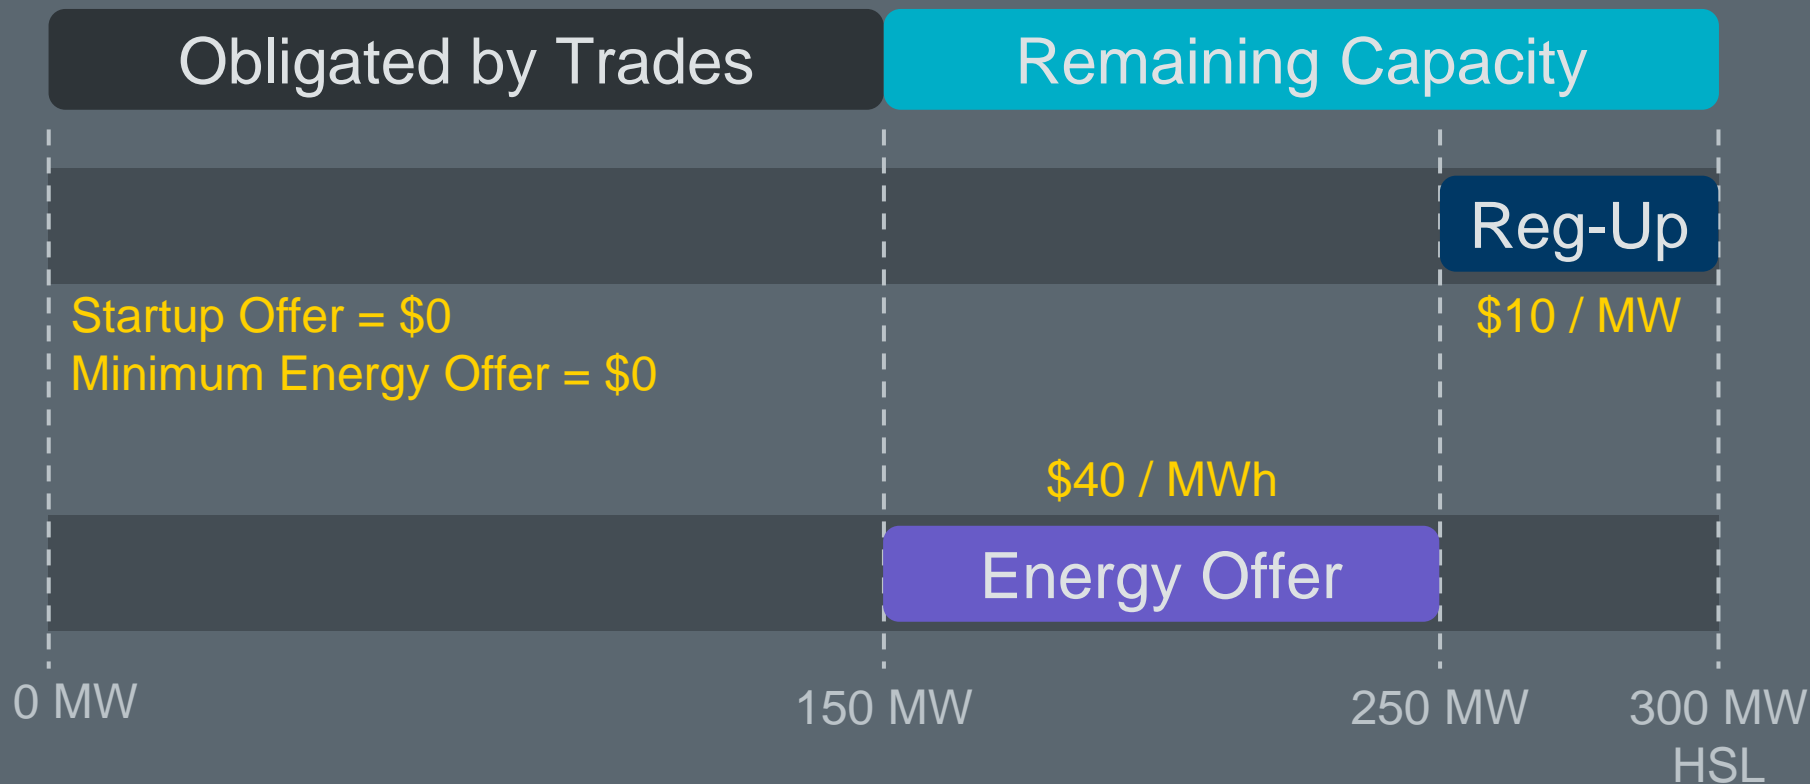 Obligated by Trades
Remaining Capacity
Reg-Up
Startup Offer = $0
Minimum Energy Offer = $0
$10 / MW
$40 / MWh
Energy Offer
0 MW
150 MW
250 MW
300 MW
HSL